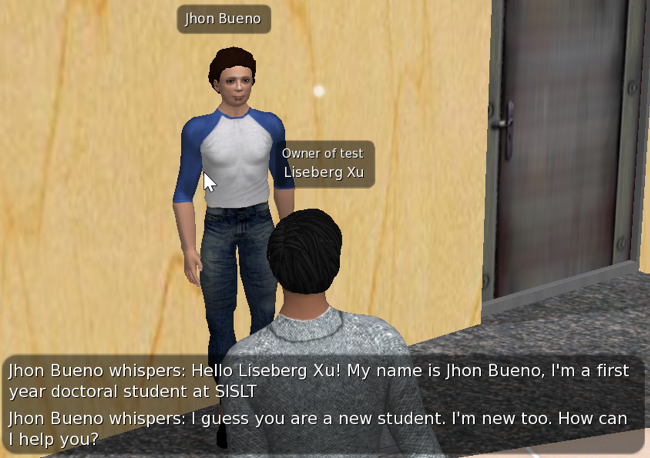 Jhon Bueno
Owner of test
Liseberg Xu
Jhon Bueno whispers: Hello Liseberg Xu! My name is Jhon Bueno, I'm a first
year doctoral student at SISLT
Jhon Bueno whispers: I guess you are a new student. I'm new too. How can
I help you?